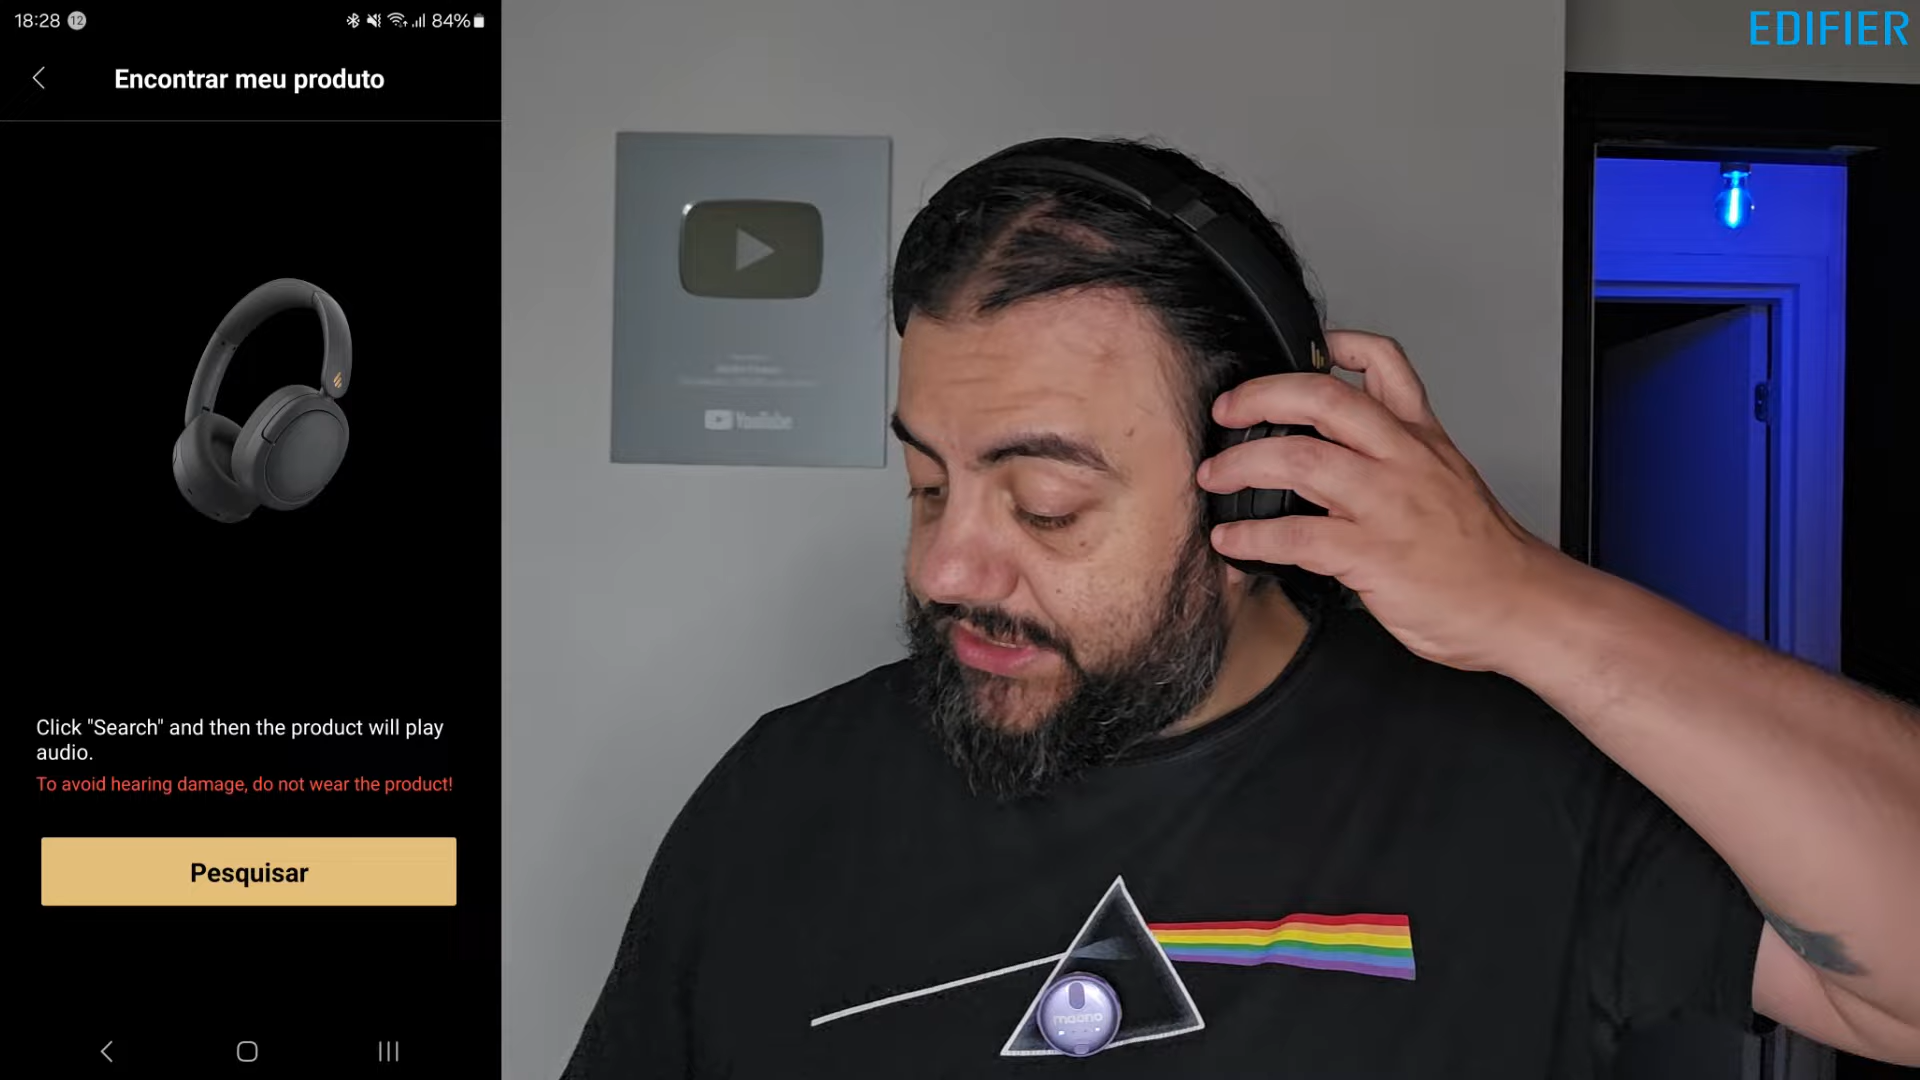 18:28 12
84%
EDIFIER
Encontrar meu produto
YouTube
Click "Search" and then the product will play
audio.
To avoid hearing damage, do not wear the product!
Pesquisar
maono